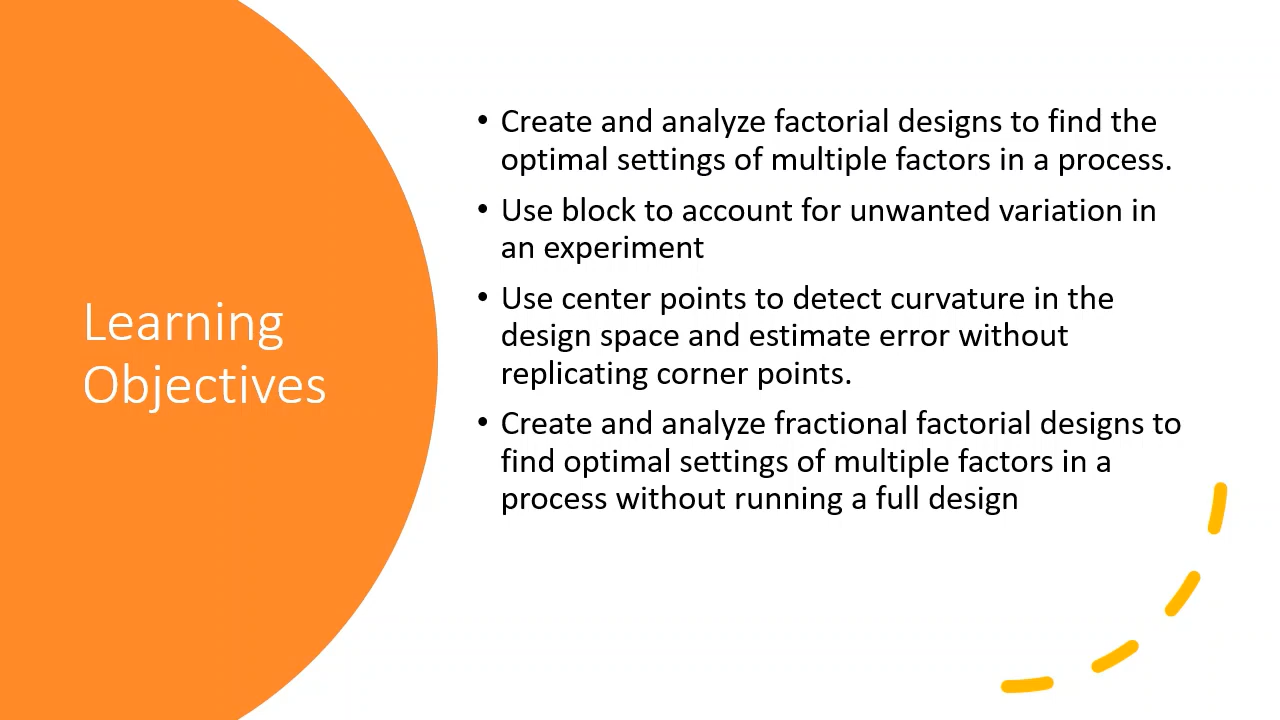 Learning
Objectives
• Create and analyze factorial designs to find the
optimal settings of multiple factors in a process.
• Use block to account for unwanted variation in
an experiment
• Use center points to detect curvature in the
design space and estimate error without
replicating corner points.
• Create and analyze fractional factorial designs to
find optimal settings of multiple factors in a
process without running a full design